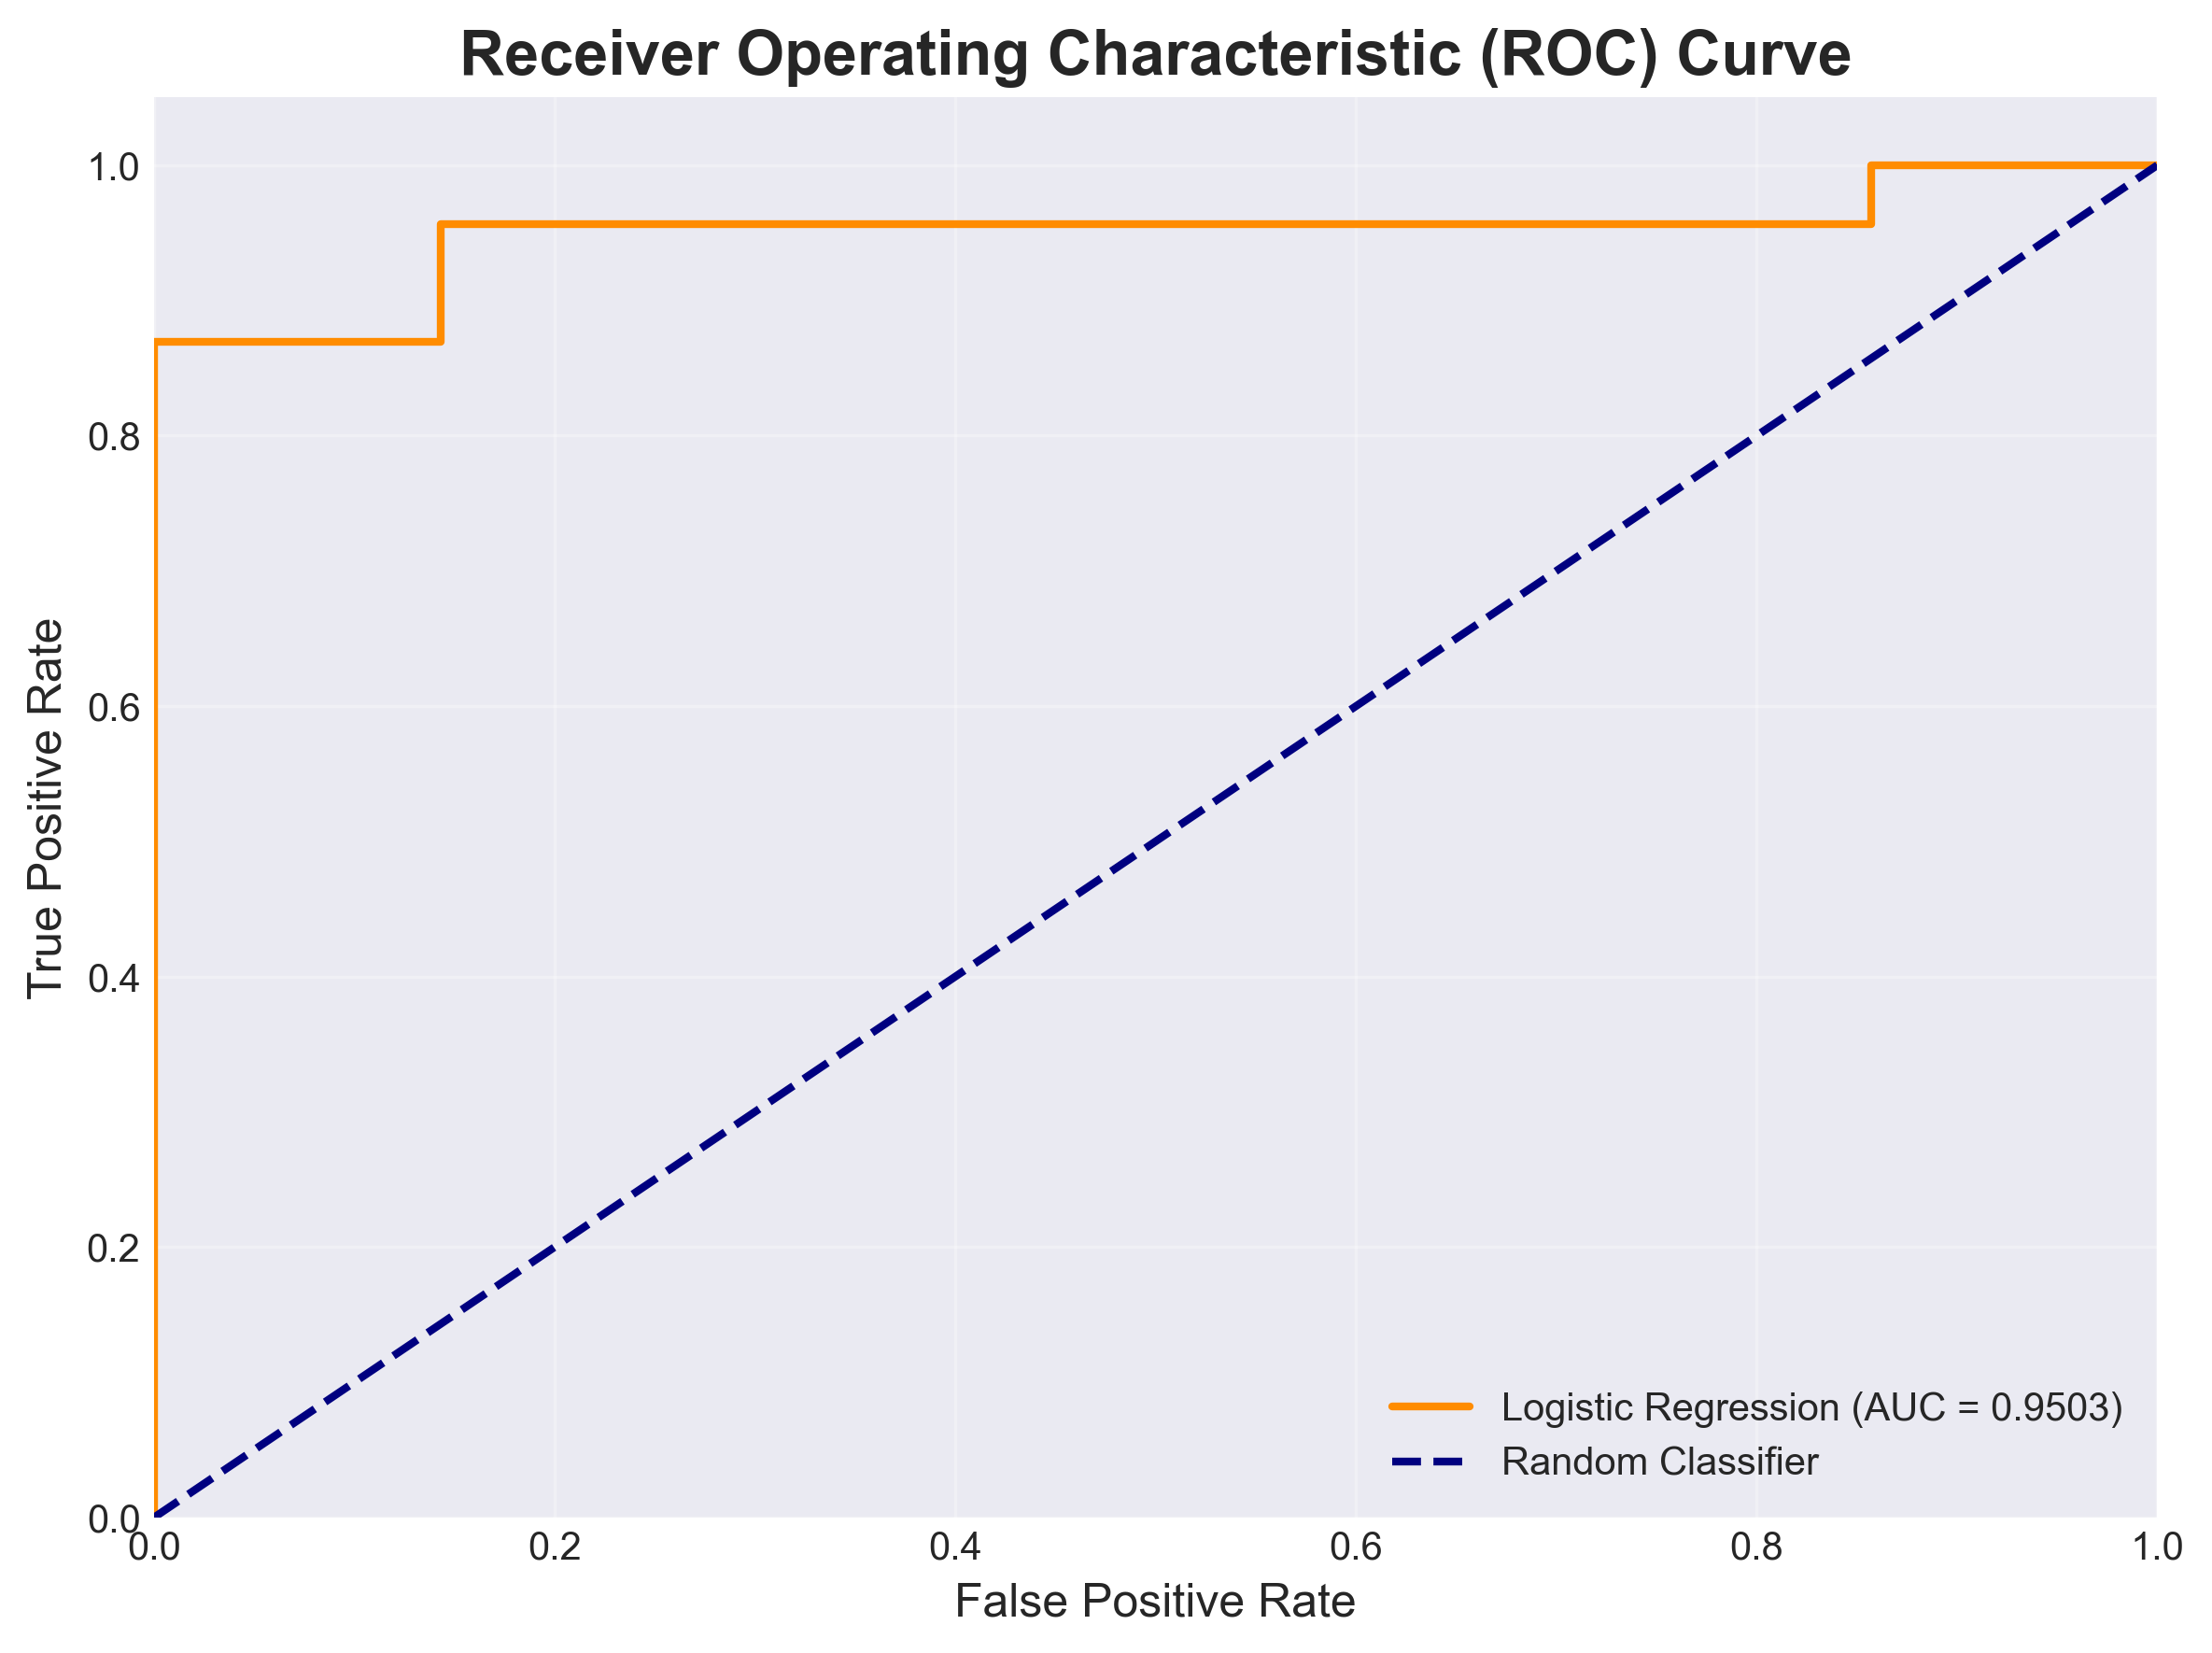 Receiver Operating Characteristic (ROC) Curve
True Positive Rate
1.0
0.8
0.6
0.4
0.2
0.0
0.0 0.2 0.4 0.6 0.8 1.0
False Positive Rate
Logistic Regression (AUC = 0.9503)
Random Classifier